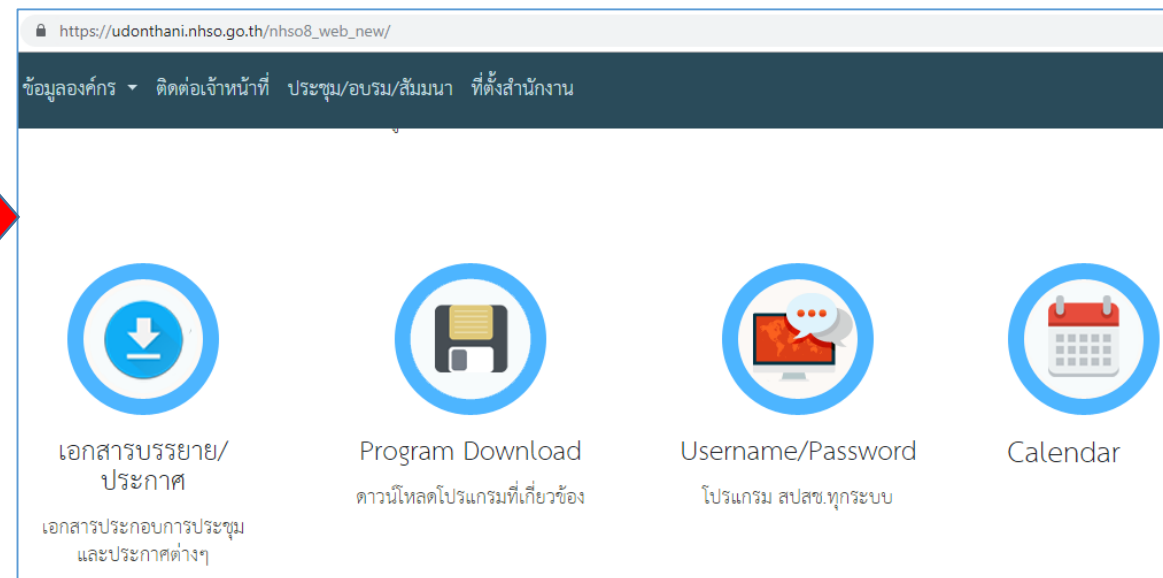 https://udonthani.nhso.go.th/nhso8_web_new/
ข้อมูลองค์กร ติดต่อเจ้าหน้าที่ ประชุม/อบรม/สัมมนา ที่ตั้งสำนักงาน
เอกสารบรรยาย/
ประกาศ
เอกสารประกอบการประชุม
และประกาศต่างๆ
Program Download
ดาวน์โหลดโปรแกรมที่เกี่ยวข้อง
Username/Password
โปรแกรม สปสช.ทุกระบบ
Calendar